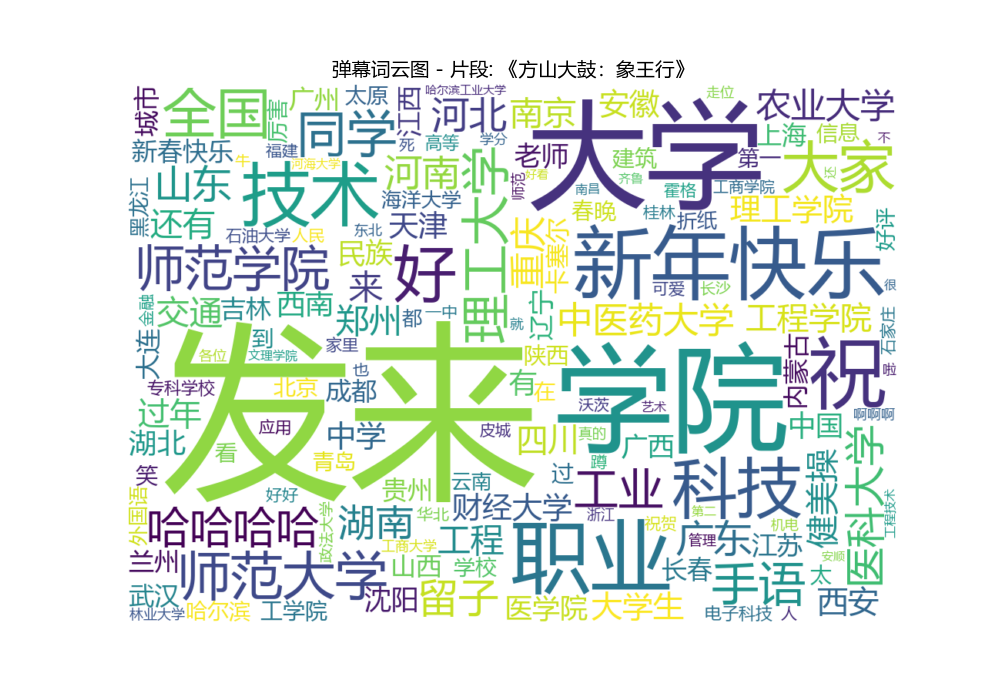 弹幕词云图 - 片段: 《方山大鼓：象王行》
城市
全国
厉害
广州
太原
江西
哈尔滨工业大学
河北
南京
安徽
走位
农业大学
新春快乐
福建
牛
同学
死
高等
学分
老师
建筑
大学
第一
上海
信息
不
大家
黑龙江
山东
技术
河海大学
河南
海洋大学
师范
好看
春晚
南昌
齐鲁
霍格
工商学院
还
理工学院
好评
还有
石油大学
人民
东北
天津
理工大学
重庆
卡塞尔
桂林
折纸
师范学院
民族
来
好
新年快乐
可爱
长沙
很
金融
交通
吉林
西南
郑州
都
一中
就
辽宁
中医药大学
工程学院
石家庄
大连
到
家里
各位
文理学院
也
陕西
内蒙古
祝
专科学校
北京
成都
发来
有
在
学院
沃茨
艺术
过年
应用
中学
皮城
四川
真的
广西
中国
啊啊啊
湖北
看
青岛
蹲
笑
好好
贵州
云南
过
科技
健美操
医科大学
外国语
哈哈哈哈
政法大学
湖南
华北
财经大学
工业
浙江
祝贺
第二
机电
工程技术
兰州
师范大学
工商大学
工程
职业
广东
管理
江苏
安顺
山西
学校
长春
手语
太
武汉
林业大学
哈尔滨
工学院
沈阳
留子
医学院
大学生
电子科技
人
西安